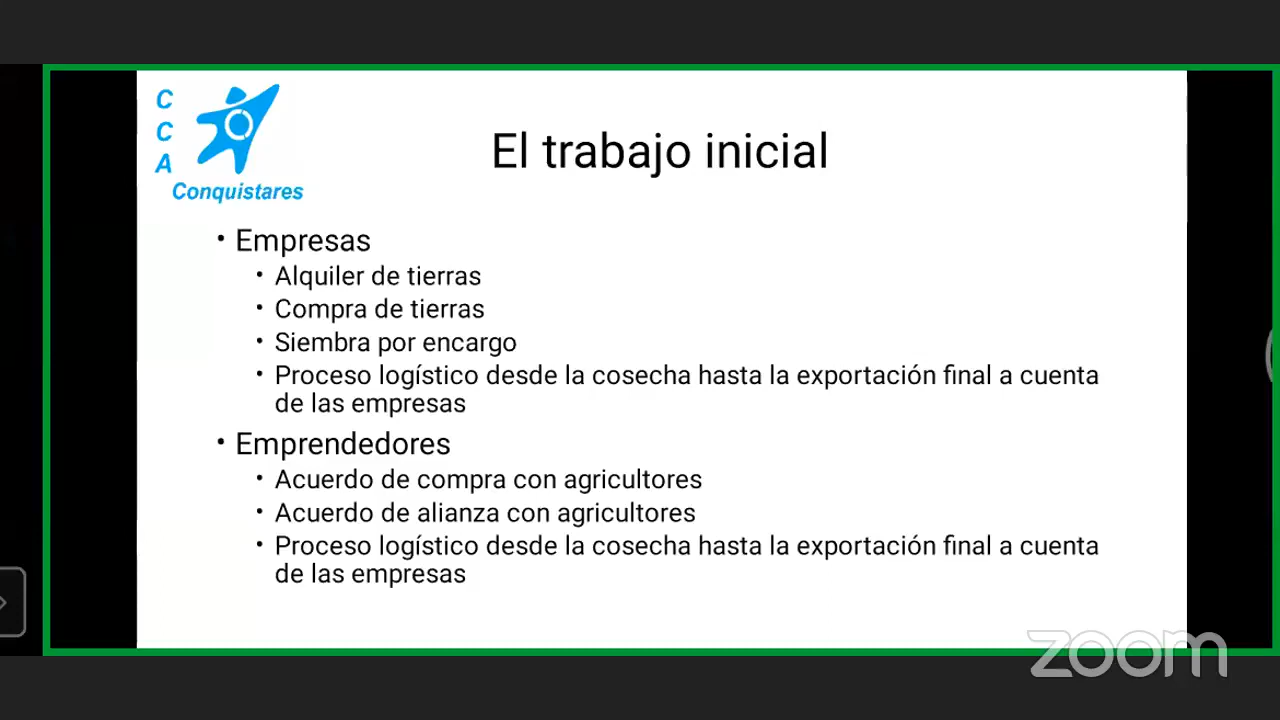 C
C
A
Conquistares
El trabajo inicial
• Empresas
• Alquiler de tierras
• Compra de tierras
• Siembra por encargo
• Proceso logístico desde la cosecha hasta la exportación final a cuenta
de las empresas
• Emprendedores
• Acuerdo de compra con agricultores
• Acuerdo de alianza con agricultores
• Proceso logístico desde la cosecha hasta la exportación final a cuenta
de las empresas
zoom